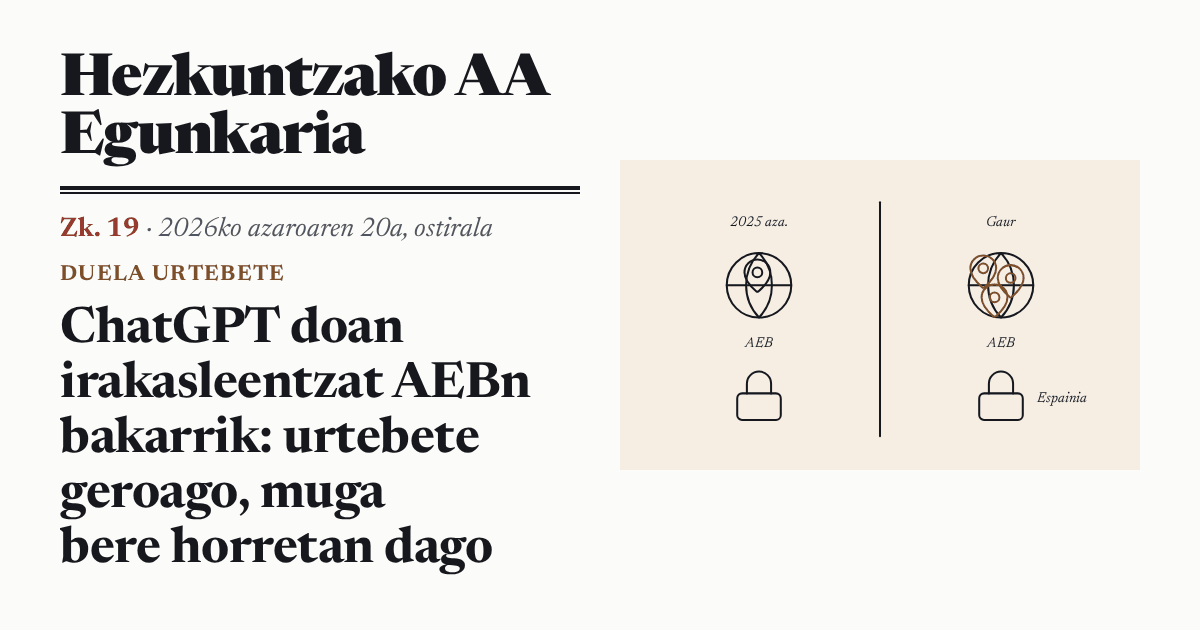 Hezkuntzako AA
Egunkaria
Zk. 19 · 2026ko azaroaren 20a, ostirala
DUELA URTEBETE
ChatGPT doan
irakasleentzat AEBn
bakarrik: urtebete
geroago, muga
bere horretan dago
2025 aza.
AEB
Gaur
AEB
Espainia